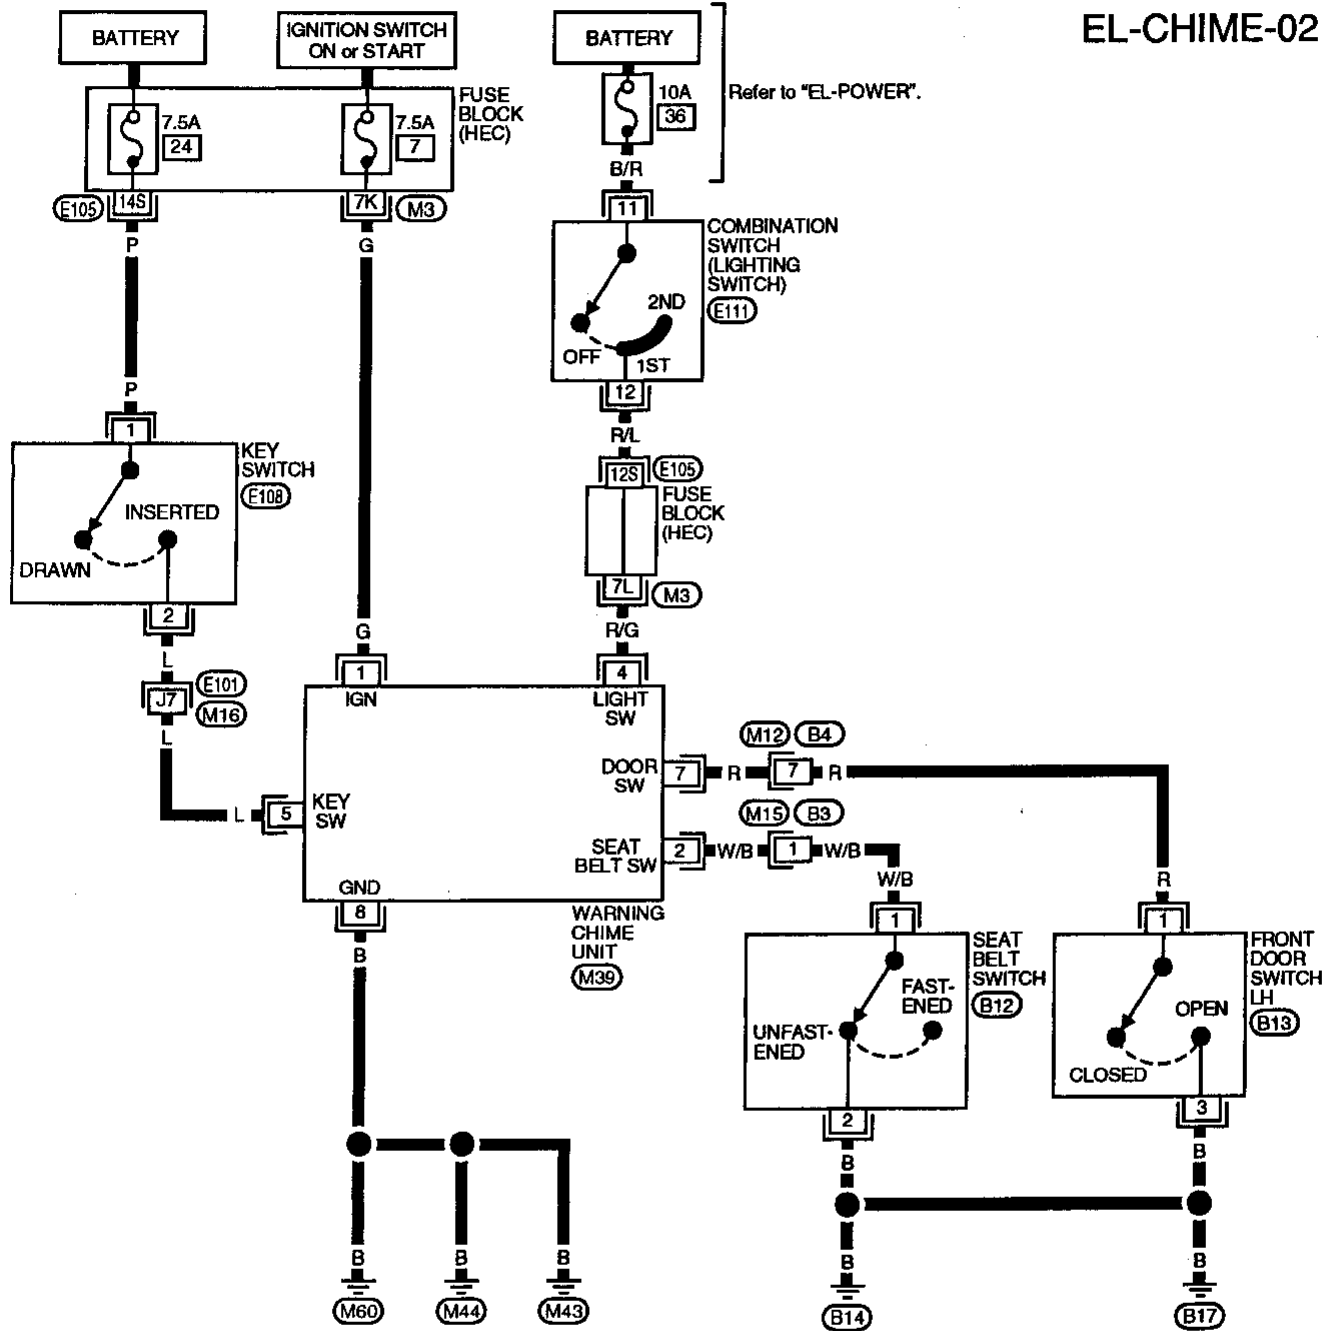 EL-CHIME-02
BATTERY
IGNITION SWITCH
ON or START
BATTERY
Refer to "EL-POWER".
7.5A
24
7.5A
7
FUSE
BLOCK
(HEC)
10A
36
B/R
E105
14S
7K
M3
11
P
G
COMBINATION
SWITCH
(LIGHTING
SWITCH)
E111
2ND
OFF
1ST
12
P
R/L
1
12S
E105
KEY
SWITCH
E108
FUSE
BLOCK
(HEC)
INSERTED
DRAWN
7L
M3
2
G
R/G
L
1
4
J7
E101
M16
IGN
LIGHT
SW
L
M12
B4
DOOR
SW
7
R
7
R
L
5
KEY
SW
M15
B3
SEAT
BELT SW
2
W/B
1
W/B
GND
W/B
R
8
WARNING
CHIME
UNIT
M39
1
1
B
SEAT
BELT
SWITCH
B12
FRONT
DOOR
SWITCH
LH
B13
FAST-
ENED
UNFAST-
ENED
OPEN
CLOSED
2
3
B
B
B
B
B
B
B
M60
M44
M43
B14
B17